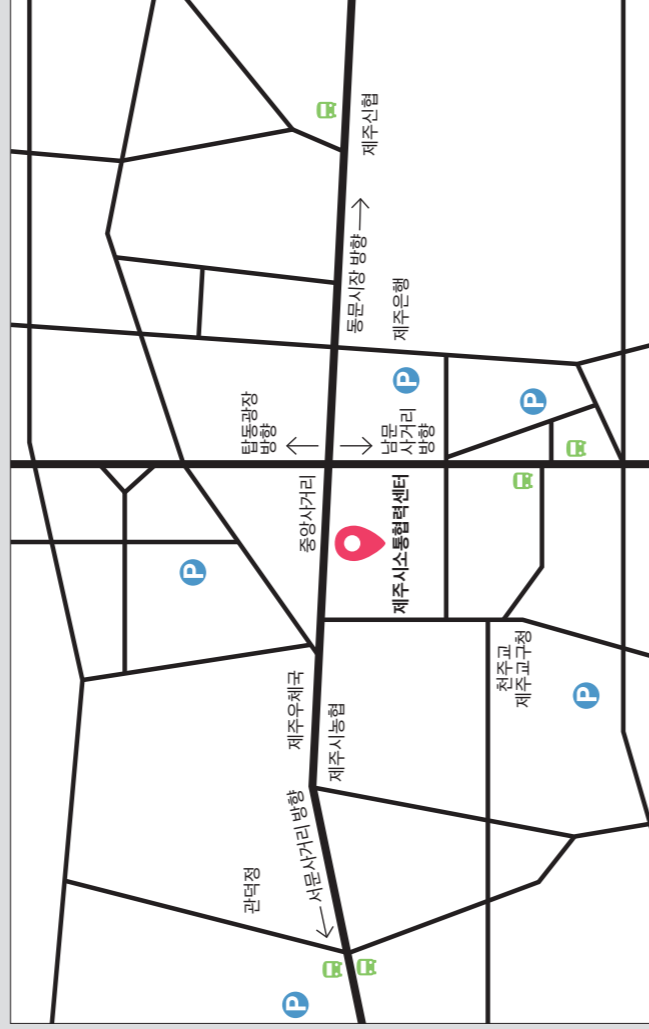 관덕정
← 서문사거리 방향
제주우체국
제주시농협
중앙사거리
탑동광장
방향
남문
사거리
방향
제주시소통협력센터
천주교
제주교구청
동문시장 방향 →
제주은행
제주신협
P
P
P
P
P